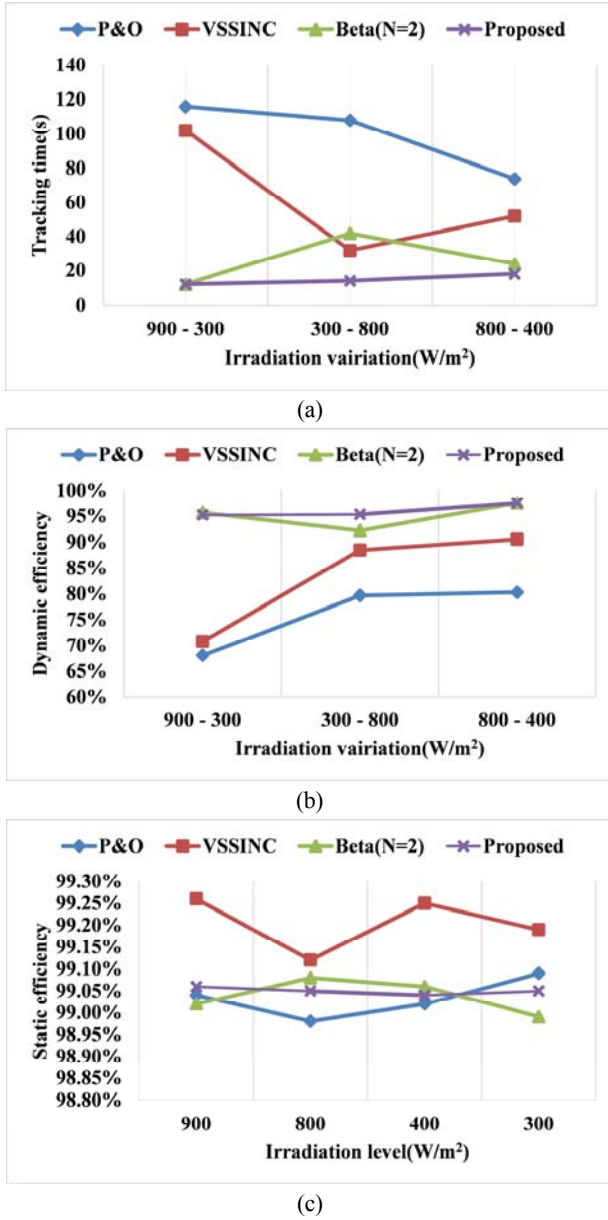 P&O VSSINC Beta(N=2) Proposed
140
120
100
80
60
40
20
0
Tracking time(s)
900 - 300 300 - 800 800 - 400
Irradiation vairiation(W/m²)
(a)
P&O VSSINC Beta(N=2) Proposed
100%
95%
90%
85%
80%
75%
70%
65%
60%
Dynamic efficiency
900 - 300 300 - 800 800 - 400
Irradiation vairiation(W/m²)
(b)
P&O VSSINC Beta(N=2) Proposed
99.30%
99.25%
99.20%
99.15%
99.10%
99.05%
99.00%
98.95%
98.90%
98.85%
98.80%
Static efficiency
900 800 400 300
Irradiation level(W/m²)
(c)